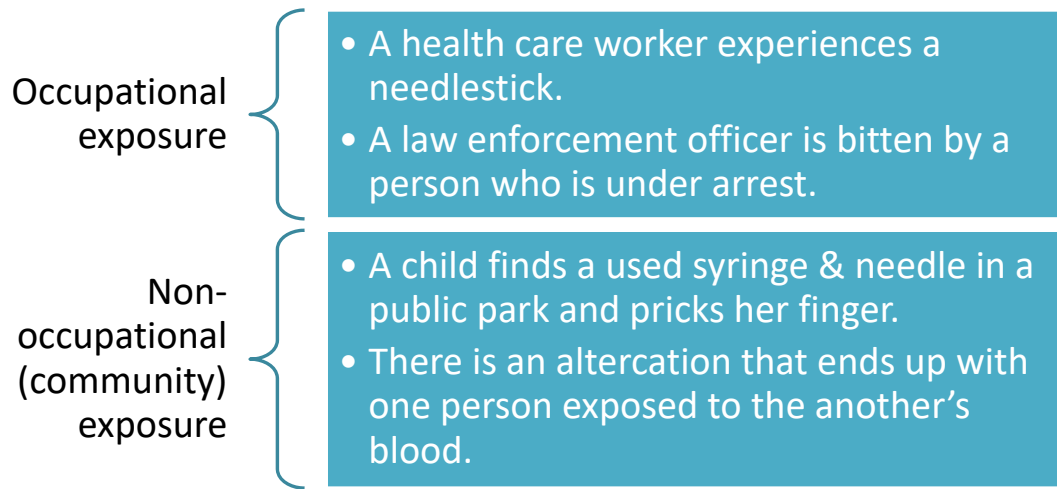 Occupational
exposure
• A health care worker experiences a
needlestick.
• A law enforcement officer is bitten by a
person who is under arrest.
Non-
occupational
(community)
exposure
• A child finds a used syringe & needle in a
public park and pricks her finger.
• There is an altercation that ends up with
one person exposed to the another’s
blood.